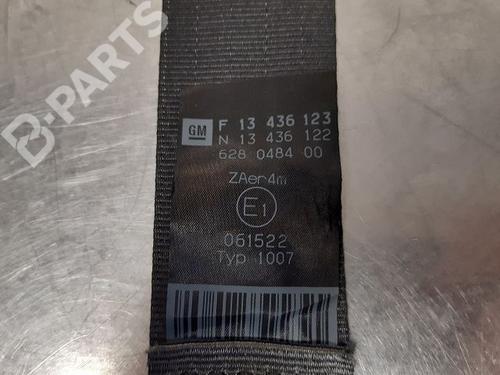 B-PARTS
GM F 13 436 123
N 13 436 122
628 0484 00
ZAer4m
E1
061522
Typ 1007